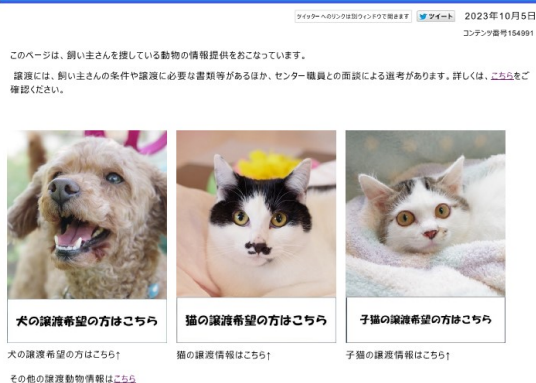 ツイッターへのリンクは別ウィンドウで開きます ツイート 2023年10月5日
コンテンツ番号154991
このページは、飼い主さんを捜している動物の情報提供をおこなっています。
譲渡には、飼い主さんの条件や譲渡に必要な書類等があるほか、センター職員との面談による選考があります。詳しくは、こちらをご
確認ください。
犬の譲渡希望の方はこちら
猫の譲渡希望の方はこちら
子猫の譲渡希望の方はこちら
犬の譲渡希望の方はこちら↑
猫の譲渡情報はこちら↑
子猫の譲渡情報はこちら↑
その他の譲渡動物情報はこちら